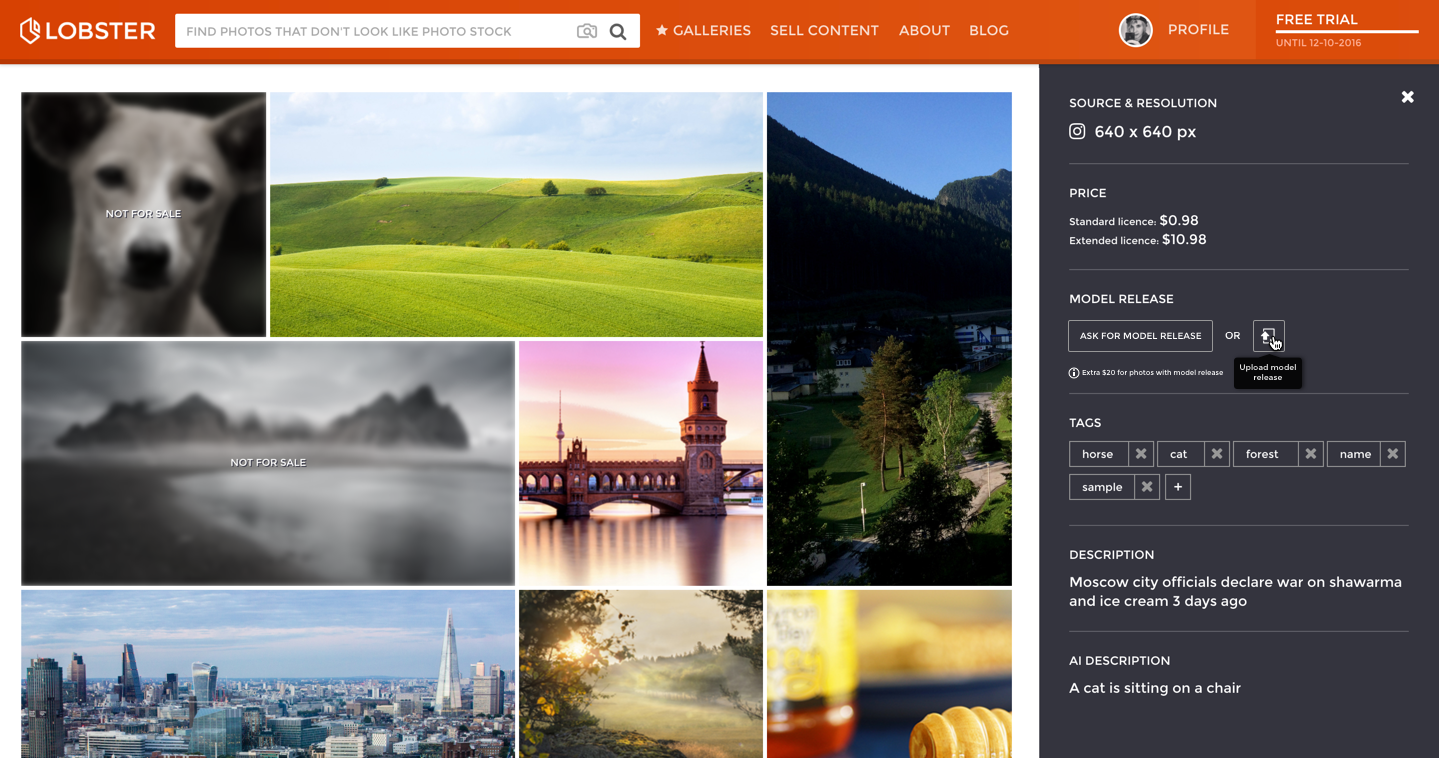 LOBSTER
FIND PHOTOS THAT DON'T LOOK LIKE PHOTO STOCK
GALLERIES
SELL CONTENT
ABOUT
BLOG
PROFILE
FREE TRIAL
UNTIL 12-10-2016
NOT FOR SALE
NOT FOR SALE
SOURCE & RESOLUTION
640 x 640 px
PRICE
Standard licence: $0.98
Extended licence: $10.98
MODEL RELEASE
ASK FOR MODEL RELEASE
OR
Extra $20 for photos with model release
Upload model
release
TAGS
horse
cat
forest
name
sample
+
DESCRIPTION
Moscow city officials declare war on shawarma
and ice cream 3 days ago
AI DESCRIPTION
A cat is sitting on a chair